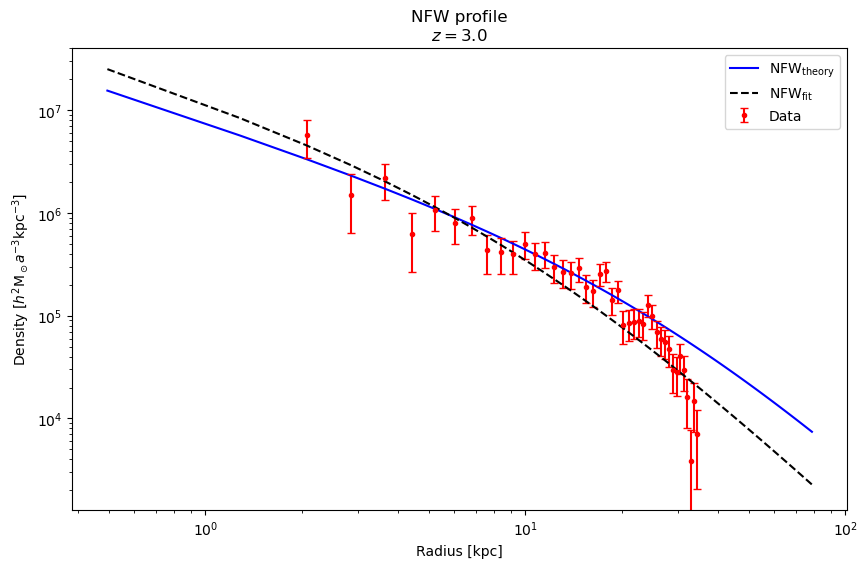 NFW profile
z = 3.0
NFW_theory
NFW_fit
Data
10^7
10^6
10^5
10^4
Density [h^2 M_⊙ a^{-3} kpc^{-3}]
10^0
10^1
10^2
Radius [kpc]